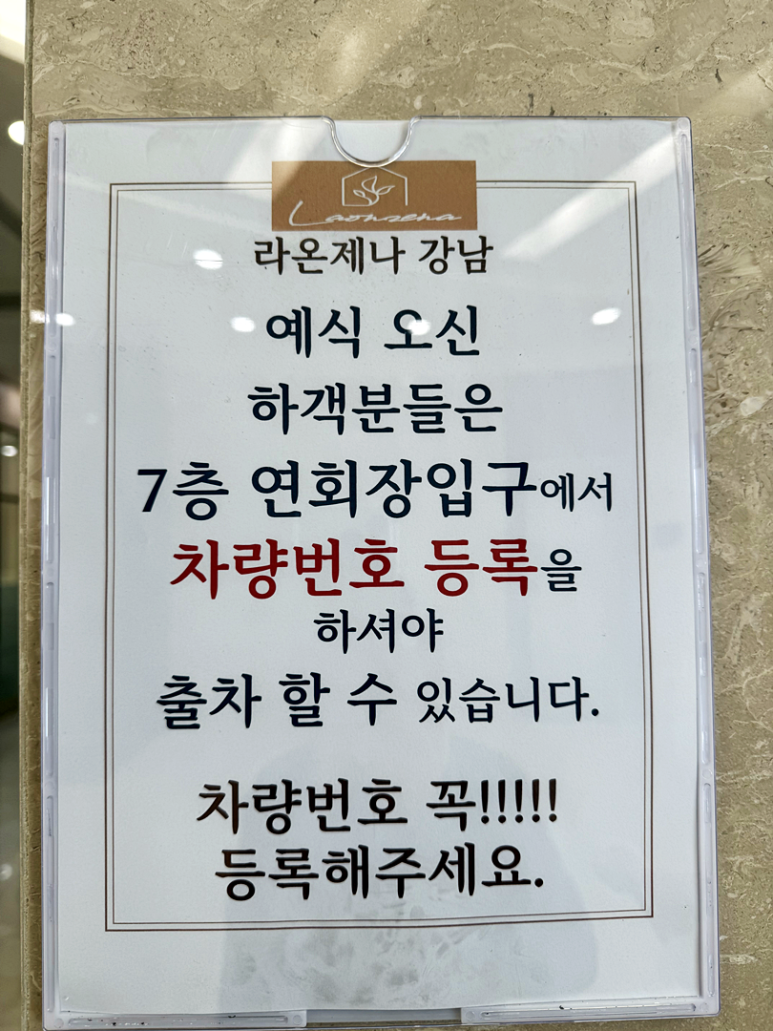 Laonzena
라온제나 강남
예식 오신
하객분들은
7층 연회장입구에서
차량번호 등록을
하셔야
출차 할 수 있습니다.
차량번호 꼭!!!!!
등록해주세요.